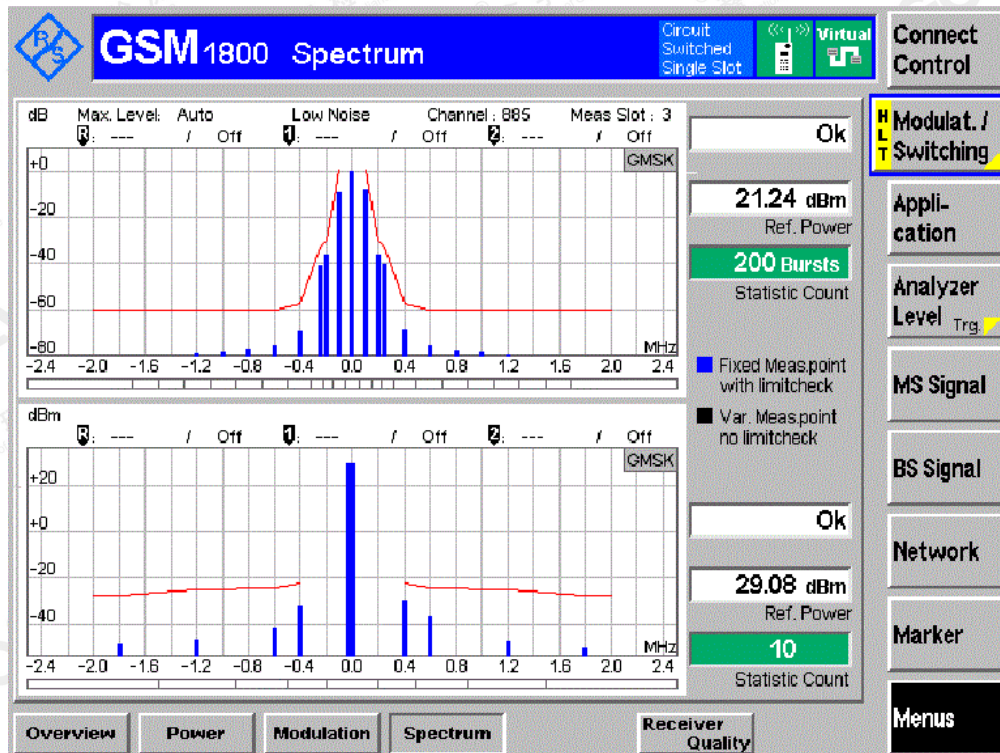 R&S
GSM 1800 Spectrum
Circuit Switched Single Slot
Virtual
Connect Control
dB Max. Level: Auto Low Noise Channel : 885 Meas Slot : 3
R: --- / Off 1: --- / Off 2: --- / Off
GMSK
+0
-20
-40
-60
-80
MHz
-2.4 -2.0 -1.6 -1.2 -0.8 -0.4 0.0 0.4 0.8 1.2 1.6 2.0 2.4
Ok
21.24 dBm
Ref. Power
200 Bursts
Statistic Count
Fixed Meas.point
with limitcheck
Var. Meas.point
no limitcheck
dBm
R: --- / Off 1: --- / Off 2: --- / Off
GMSK
+20
+0
-20
-40
MHz
-2.4 -2.0 -1.6 -1.2 -0.8 -0.4 0.0 0.4 0.8 1.2 1.6 2.0 2.4
Ok
29.08 dBm
Ref. Power
10
Statistic Count
HLT
Modulat. /
Switching
Appli-
cation
Analyzer
Level Trg.
MS Signal
BS Signal
Network
Marker
Menus
Overview Power Modulation Spectrum Receiver Quality